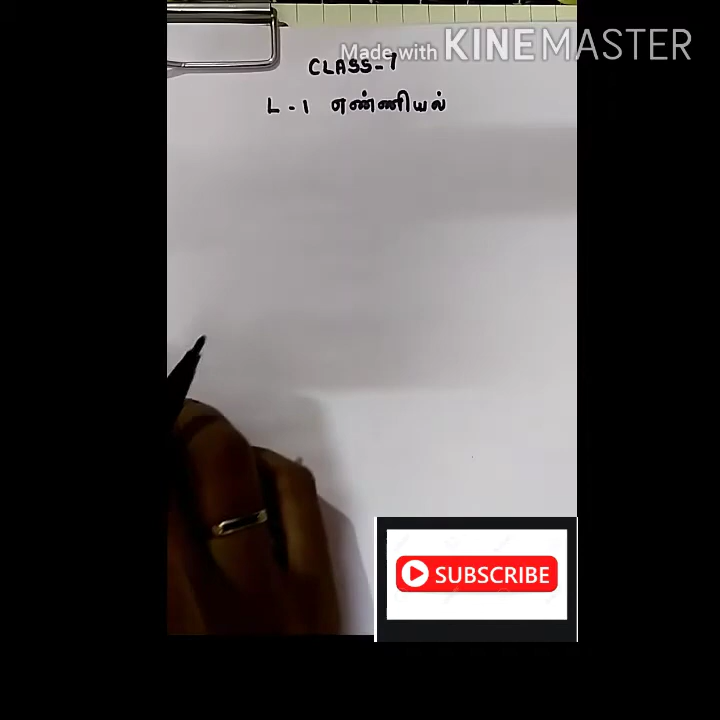 Made with KINEMASTER
CLASS-7
L-1 எண்ணியல்
SUBSCRIBE